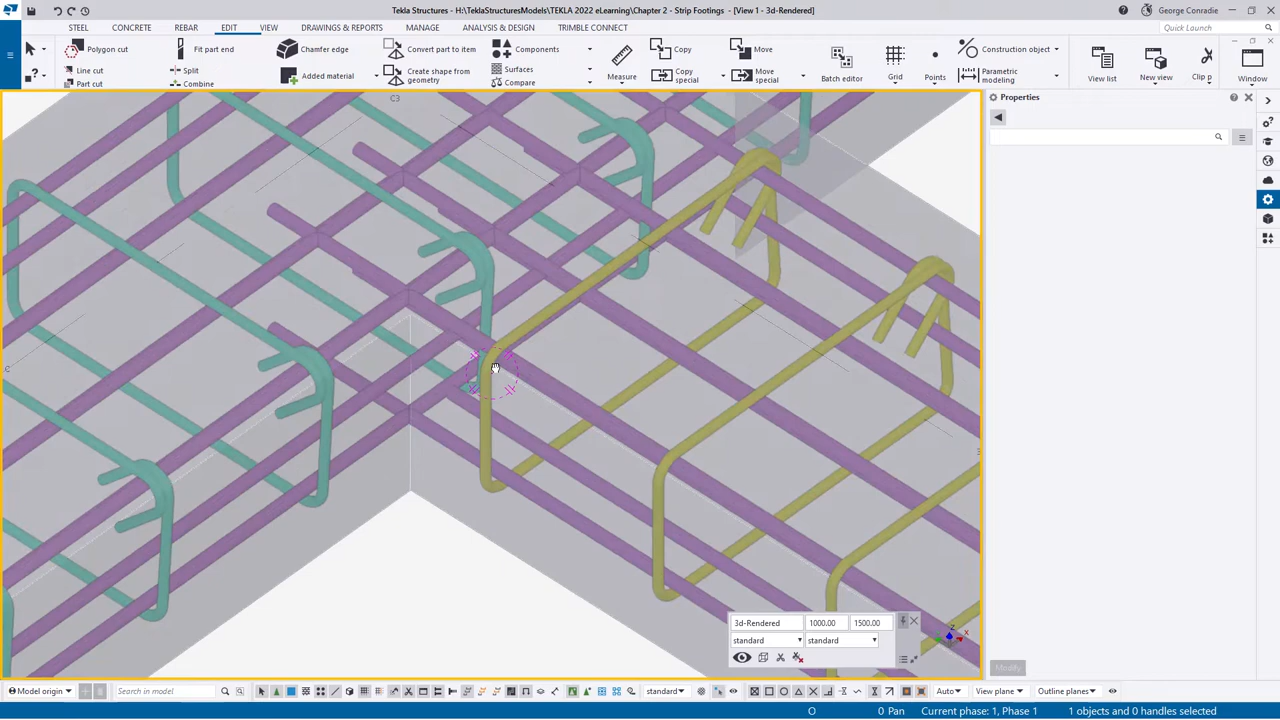 Tekla Structures - H:\TeklaStructuresModels\TEKLA 2022 eLearning\Chapter 2 - Strip Footings - [View 1 - 3d-Rendered]
George Conradie
STEEL CONCRETE REBAR EDIT VIEW DRAWINGS & REPORTS MANAGE ANALYSIS & DESIGN TRIMBLE CONNECT
Quick Launch
Polygon cut
Line cut
Part cut
Fit part end
Split
Combine
Chamfer edge
Added material
Convert part to item
Create shape from geometry
Components
Surfaces
Compare
Measure
Copy
Copy special
Move
Move special
Batch editor
Grid
Points
Construction object
Parametric modeling
View list
New view
Clip p
Window
Properties
C3
3d-Rendered 1000.00 1500.00
standard standard
Z
X
Modify
Model origin
Search in model
standard
Auto
View plane
Outline planes
O 0 Pan Current phase: 1, Phase 1 1 objects and 0 handles selected